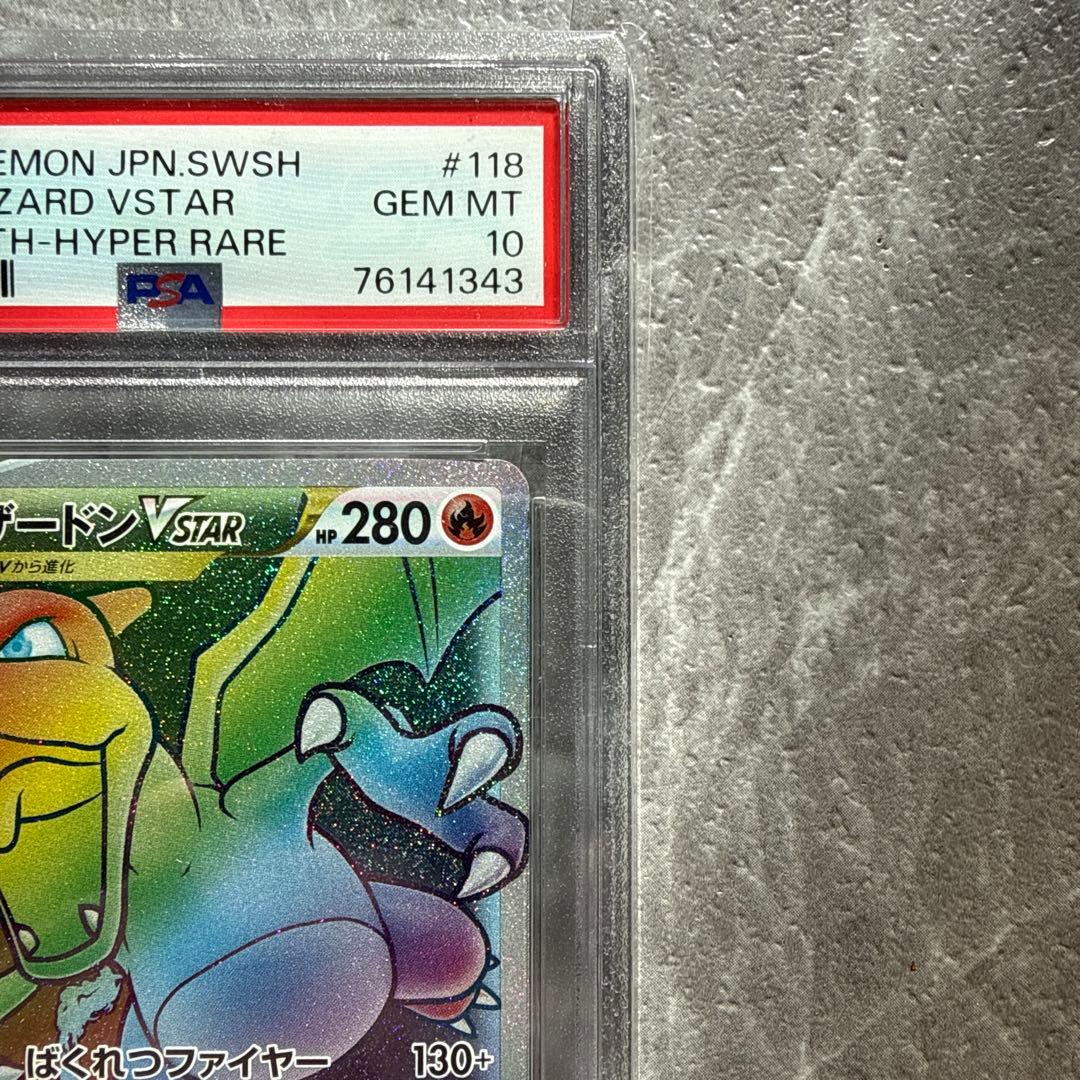 EMON JPN.SWSH #118
ZARD VSTAR GEM MT
TH-HYPER RARE 10
PSA 76141343
ザードンVSTAR HP 280
Vから進化
ばくれつファイヤー 130+